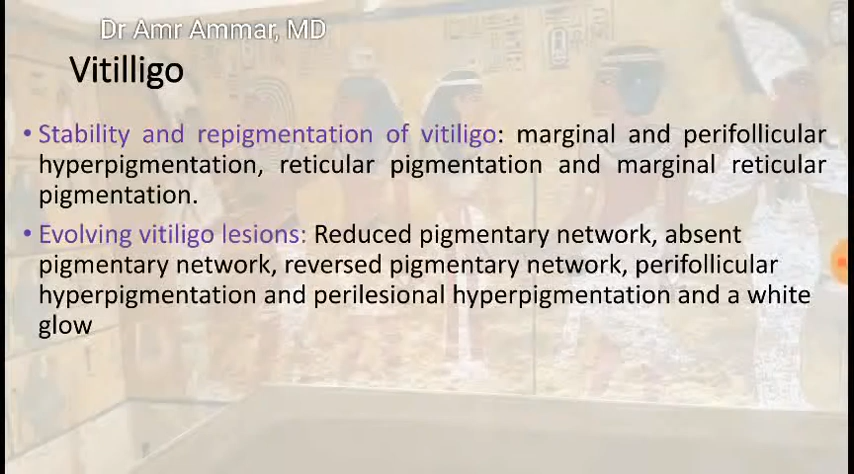 Dr Amr Ammar, MD
Vitilligo
• Stability and repigmentation of vitiligo: marginal and perifollicular
hyperpigmentation, reticular pigmentation and marginal reticular
pigmentation.
• Evolving vitiligo lesions: Reduced pigmentary network, absent
pigmentary network, reversed pigmentary network, perifollicular
hyperpigmentation and perilesional hyperpigmentation and a white
glow